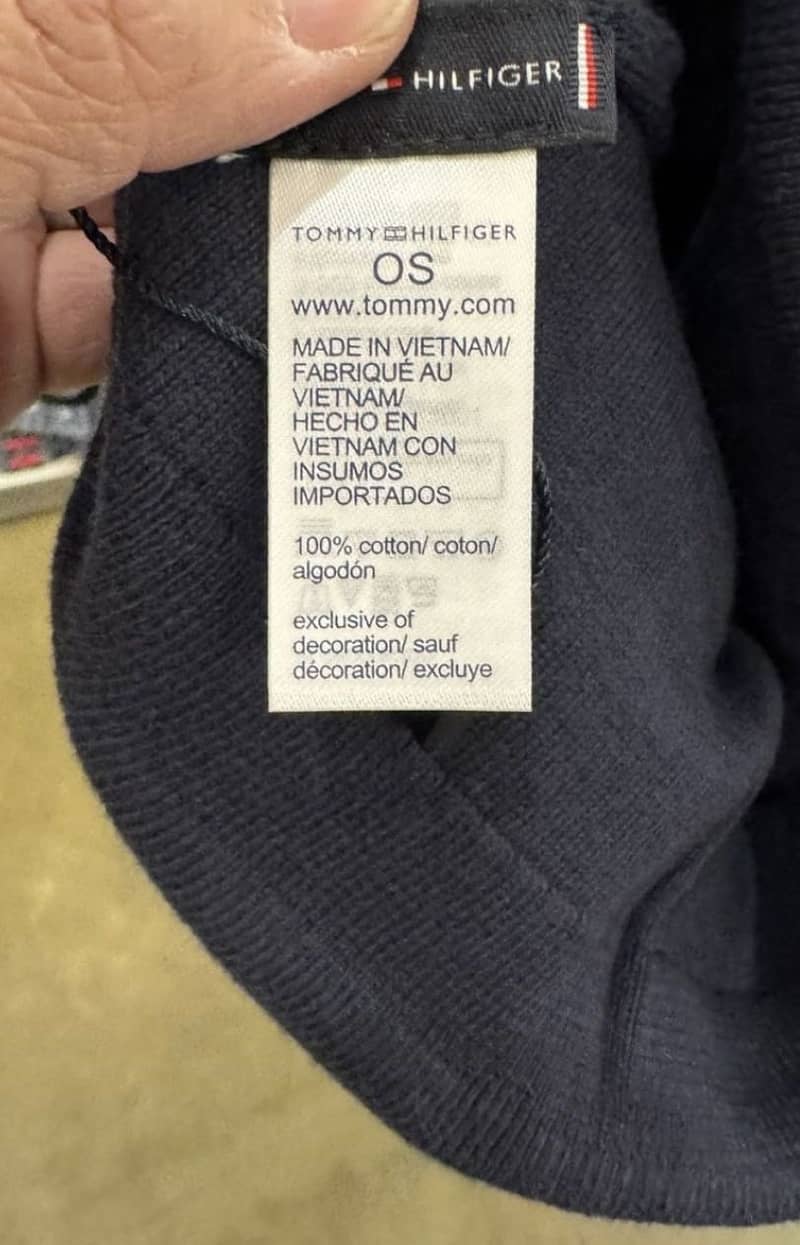 HILFIGER
TOMMY HILFIGER
OS
www.tommy.com
MADE IN VIETNAM/
FABRIQUÉ AU
VIETNAM/
HECHO EN
VIETNAM CON
INSUMOS
IMPORTADOS
100% cotton/ coton/
algodón
exclusive of
decoration/ sauf
décoration/ excluye